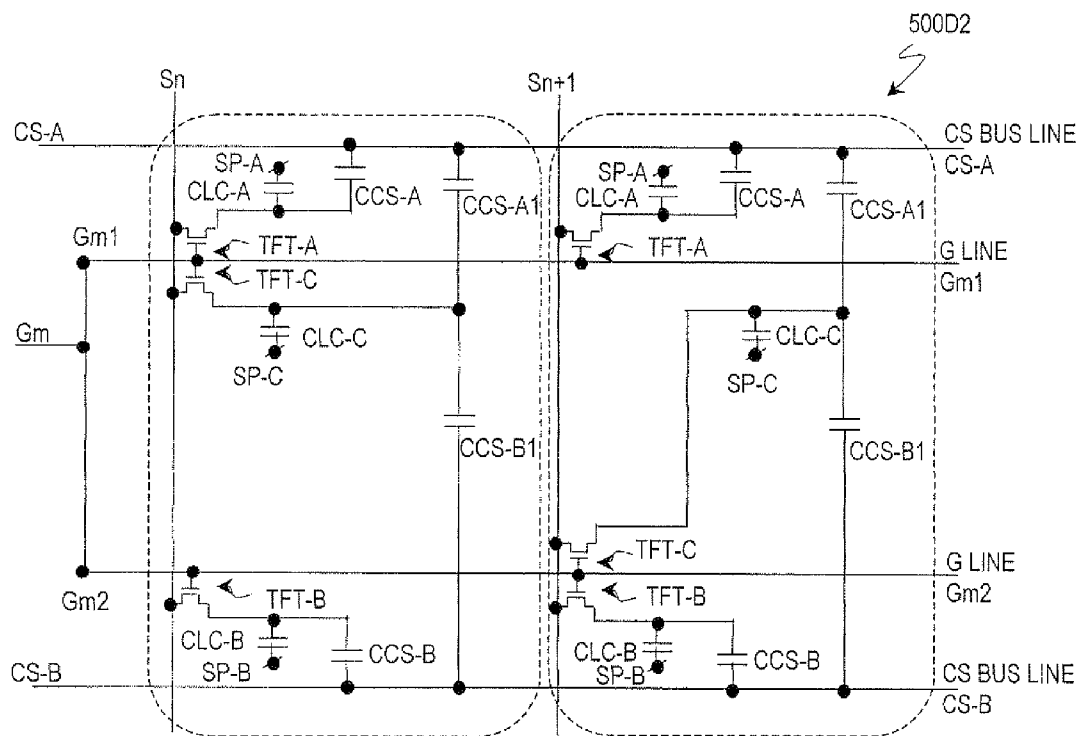 500D2
Sn
Sn+1
CS-A
CS BUS LINE
CS-A
SP-A
CLC-A
CCS-A
CCS-A1
SP-A
CLC-A
CCS-A
CCS-A1
Gm1
TFT-A
TFT-A
G LINE
Gm1
TFT-C
Gm
CLC-C
SP-C
CLC-C
SP-C
CCS-B1
CCS-B1
TFT-C
G LINE
Gm2
Gm2
TFT-B
TFT-B
CLC-B
SP-B
CCS-B
CLC-B
SP-B
CCS-B
CS-B
CS BUS LINE
CS-B